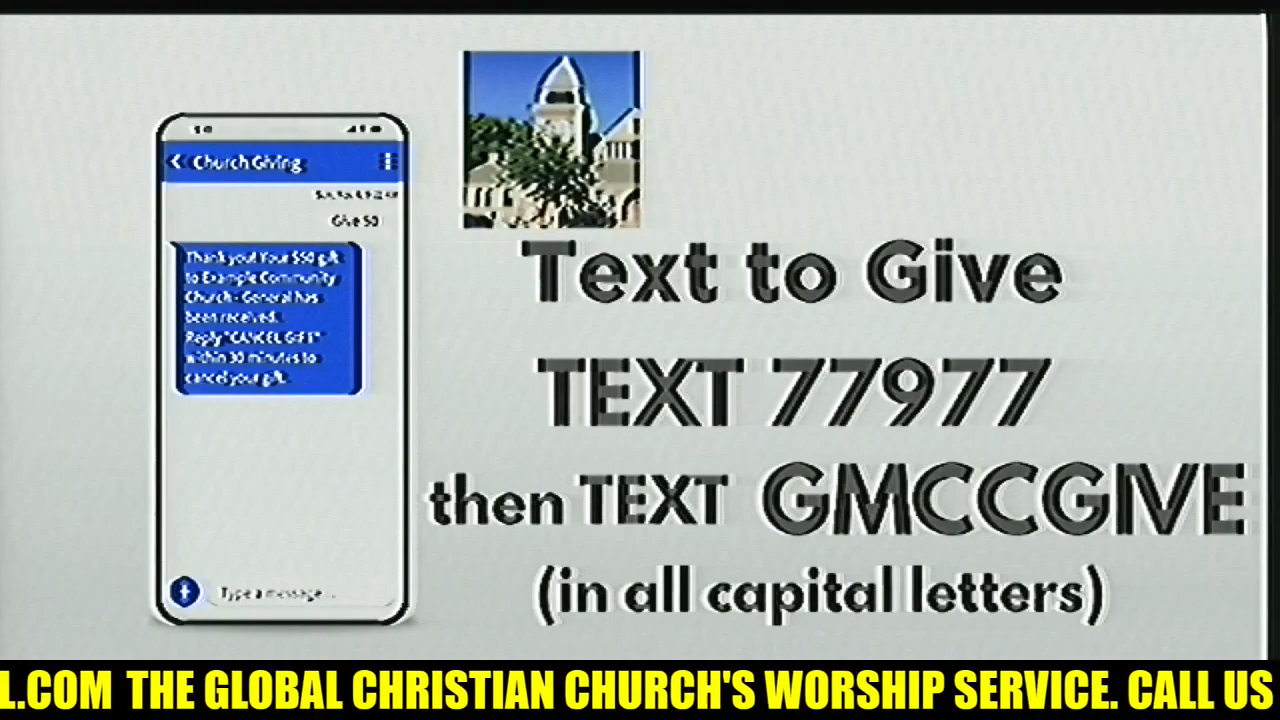 Church Giving
Give 50
Thank you! Your $50 gift
to Example Community
Church - General has
been received.
Reply "CANCEL GIFT"
within 30 minutes to
cancel your gift.
Type a message...
Text to Give
TEXT 77977
then TEXT GMCCGIVE
(in all capital letters)
L.COM THE GLOBAL CHRISTIAN CHURCH'S WORSHIP SERVICE. CALL US